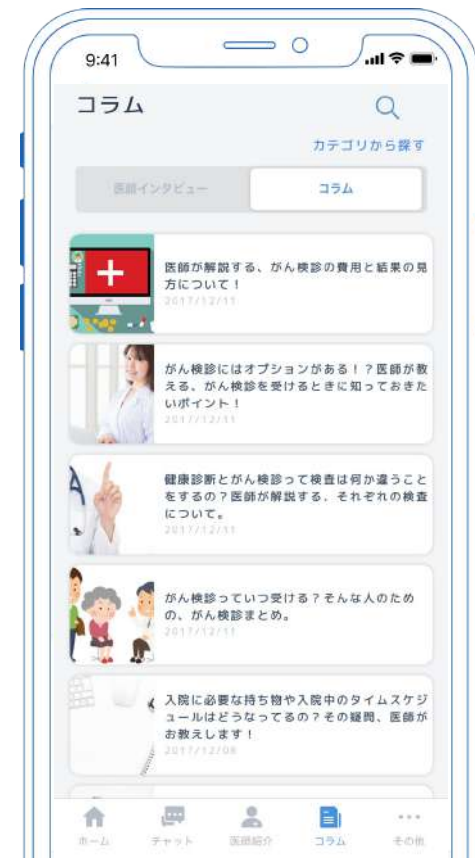 9:41
コラム
カテゴリから探す
医師インタビュー
コラム
医師が解説する、がん検診の費用と結果の見
方について！
2017/12/11
がん検診にはオプションがある！？医師が教
える、がん検診を受けるときに知っておきた
いポイント！
2017/12/11
健康診断とがん検診って検査は何か違うこと
をするの？医師が解説する、それぞれの検査
について。
2017/12/11
がん検診っていつ受ける？そんな人のため
の、がん検診まとめ。
2017/12/11
入院に必要な持ち物や入院中のタイムスケジ
ュールはどうなってるの？その疑問、医師が
お教えします！
2017/12/08
ホーム
チャット
医師紹介
コラム
その他